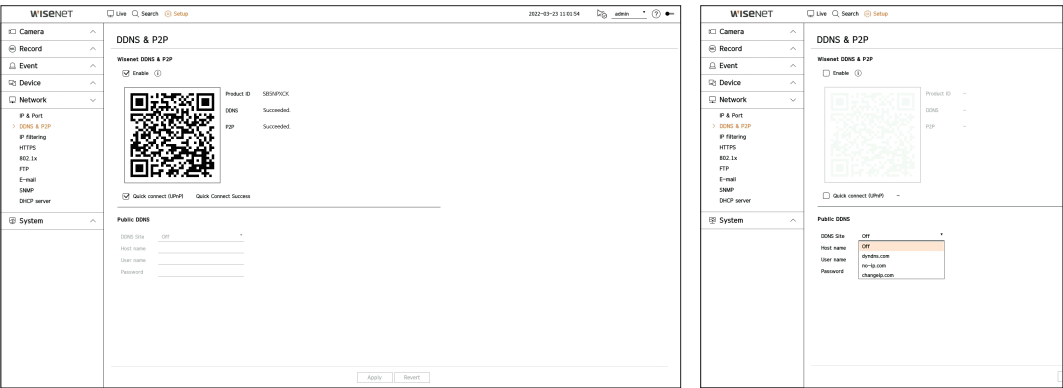 WISENET Live Search Setup 2022-03-23 11:01:54 admin ?
Camera
Record
Event
Device
Network
IP & Port
> DDNS & P2P
IP filtering
HTTPS
802.1x
FTP
E-mail
SNMP
DHCP server
System
DDNS & P2P
Wisenet DDNS & P2P
Enable
Product ID SBSNPXCK
DDNS Succeeded.
P2P Succeeded.
Quick connect (UPnP) Quick Connect Success
Public DDNS
DDNS Site Off
Host name
User name
Password
Apply Revert
WISENET Live Search Setup
Camera
Record
Event
Device
Network
IP & Port
> DDNS & P2P
IP filtering
HTTPS
802.1x
FTP
E-mail
SNMP
DHCP server
System
DDNS & P2P
Wisenet DDNS & P2P
Enable
Product ID -
DDNS -
P2P -
Quick connect (UPnP) -
Public DDNS
DDNS Site Off
Host name
User name
Password
Off
dyndns.com
no-ip.com
changeip.com